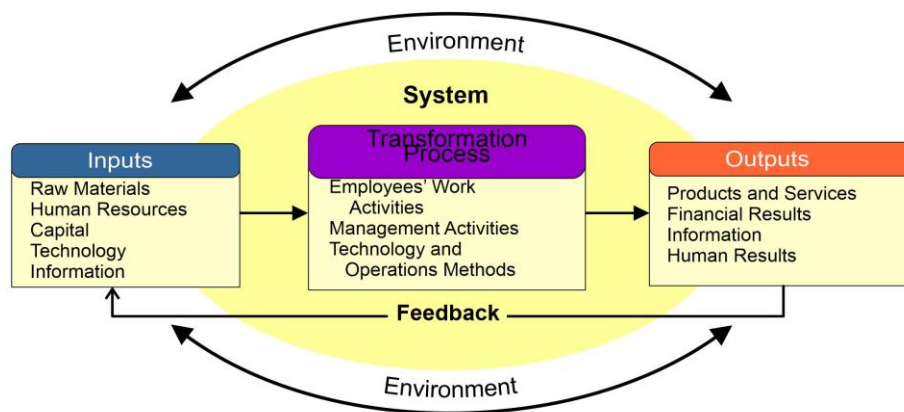 Environment
System
Inputs
Raw Materials
Human Resources
Capital
Technology
Information
Transformation
Process
Employees' Work
Activities
Management Activities
Technology and
Operations Methods
Outputs
Products and Services
Financial Results
Information
Human Results
Feedback
Environment